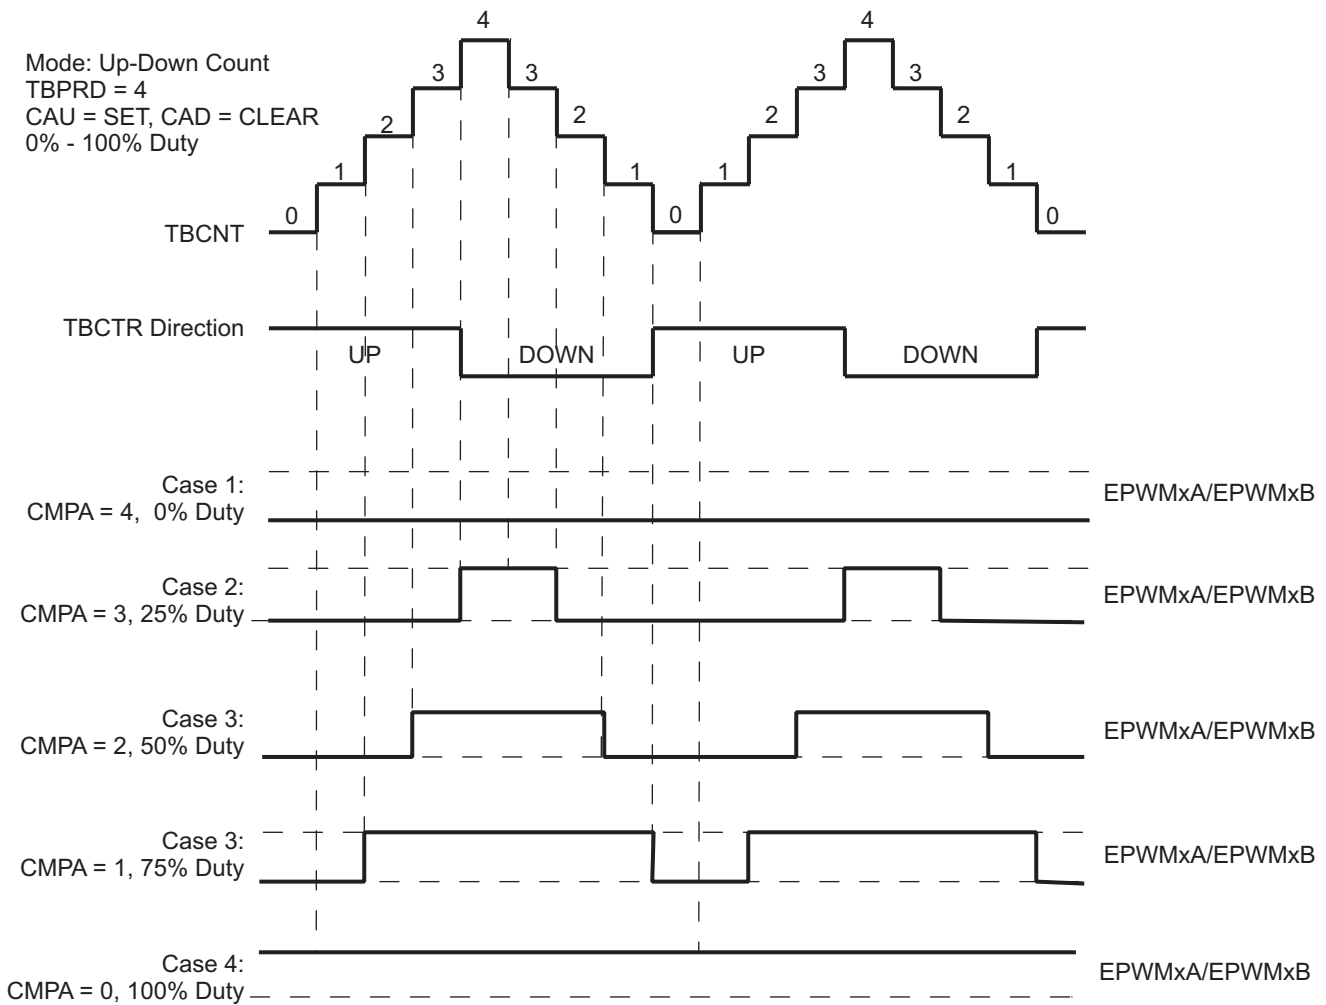 4
4
Mode: Up-Down Count
TBPRD = 4
CAU = SET, CAD = CLEAR
0% - 100% Duty
3
3
3
3
2
2
2
2
1
1
1
1
0
0
0
TBCNT
TBCTR Direction
UP
DOWN
UP
DOWN
Case 1:
CMPA = 4, 0% Duty
EPWMxA/EPWMxB
Case 2:
CMPA = 3, 25% Duty
EPWMxA/EPWMxB
Case 3:
CMPA = 2, 50% Duty
EPWMxA/EPWMxB
Case 3:
CMPA = 1, 75% Duty
EPWMxA/EPWMxB
Case 4:
CMPA = 0, 100% Duty
EPWMxA/EPWMxB